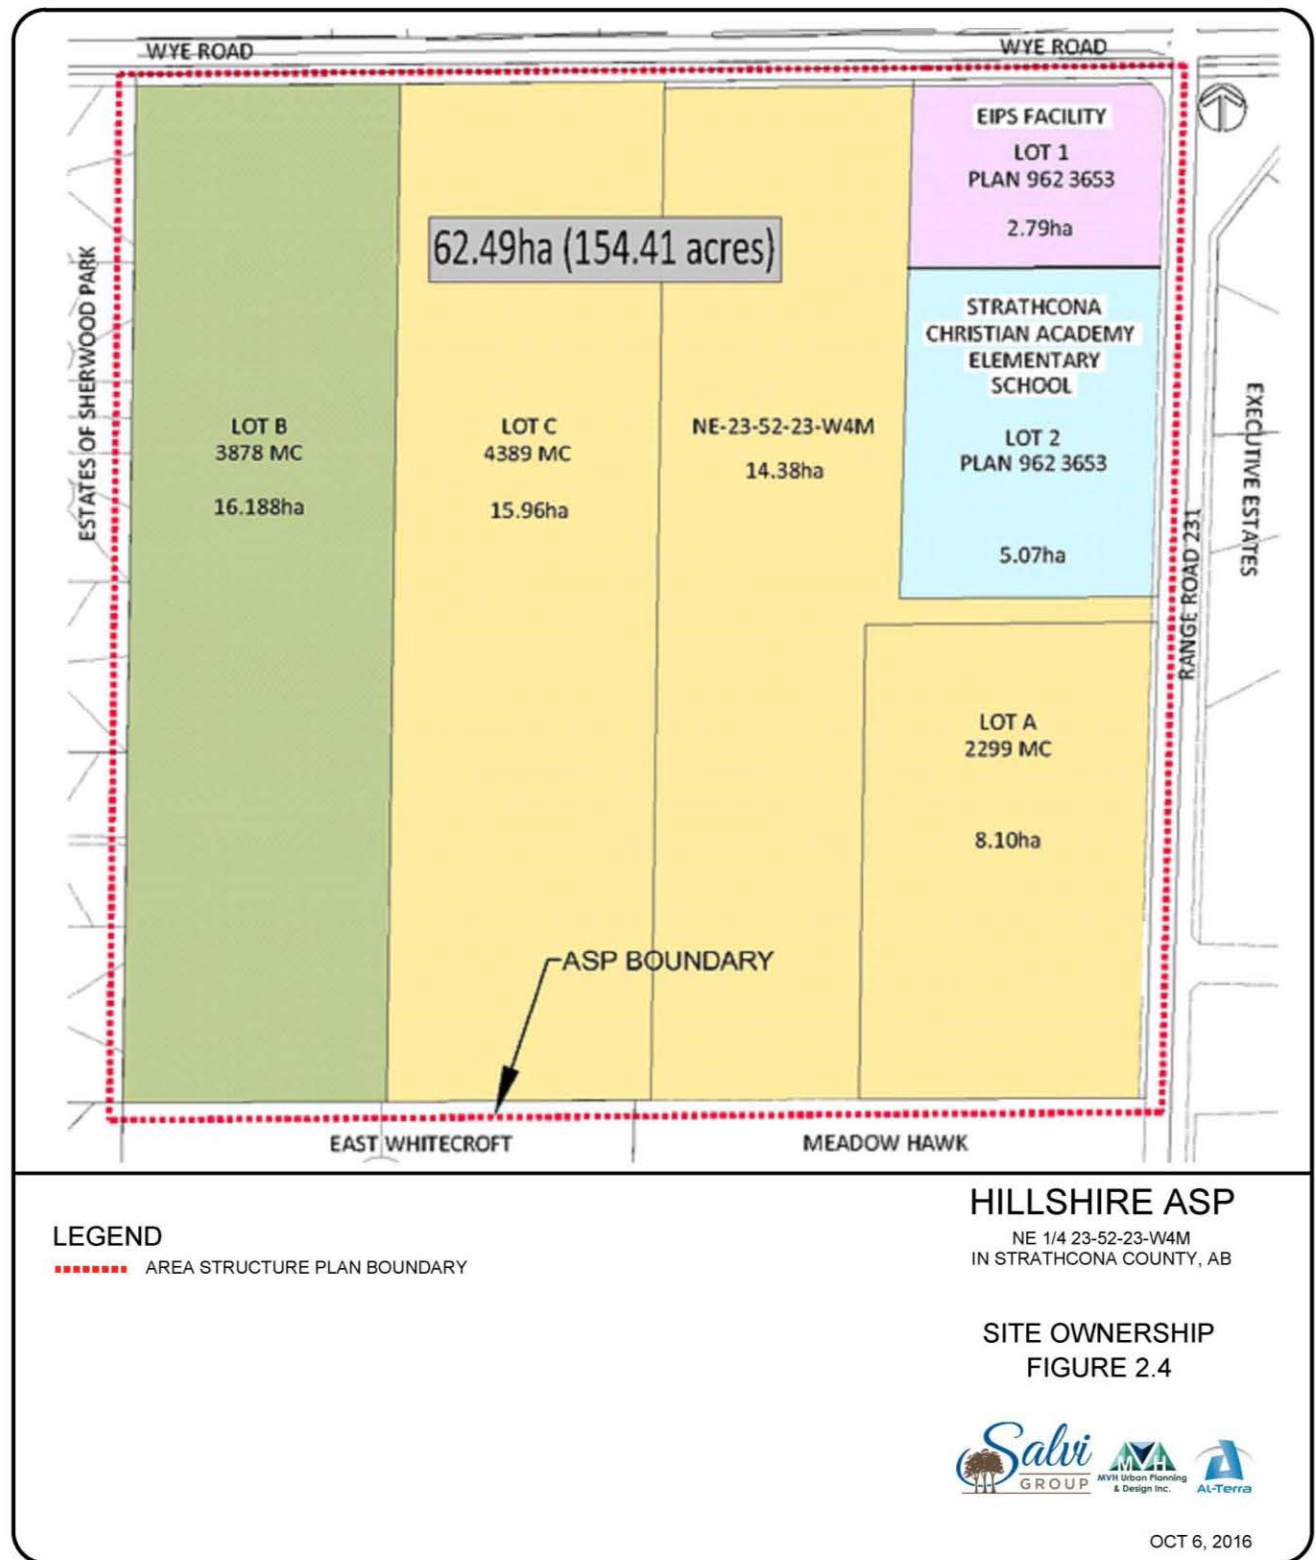 WYE ROAD
WYE ROAD
EIPS FACILITY
LOT 1
PLAN 962 3653
2.79ha
62.49ha (154.41 acres)
STRATHCONA
CHRISTIAN ACADEMY
ELEMENTARY
SCHOOL
LOT 2
PLAN 962 3653
5.07ha
ESTATES OF SHERWOOD PARK
LOT B
3878 MC
16.188ha
LOT C
4389 MC
15.96ha
NE-23-52-23-W4M
14.38ha
EXECUTIVE ESTATES
RANGE ROAD 231
LOT A
2299 MC
8.10ha
ASP BOUNDARY
EAST WHITECROFT
MEADOW HAWK
LEGEND
AREA STRUCTURE PLAN BOUNDARY
HILLSHIRE ASP
NE 1/4 23-52-23-W4M
IN STRATHCONA COUNTY, AB
SITE OWNERSHIP
FIGURE 2.4
Salvi
GROUP
MVH
MVH Urban Planning
& Design Inc.
AL-Terra
OCT 6, 2016